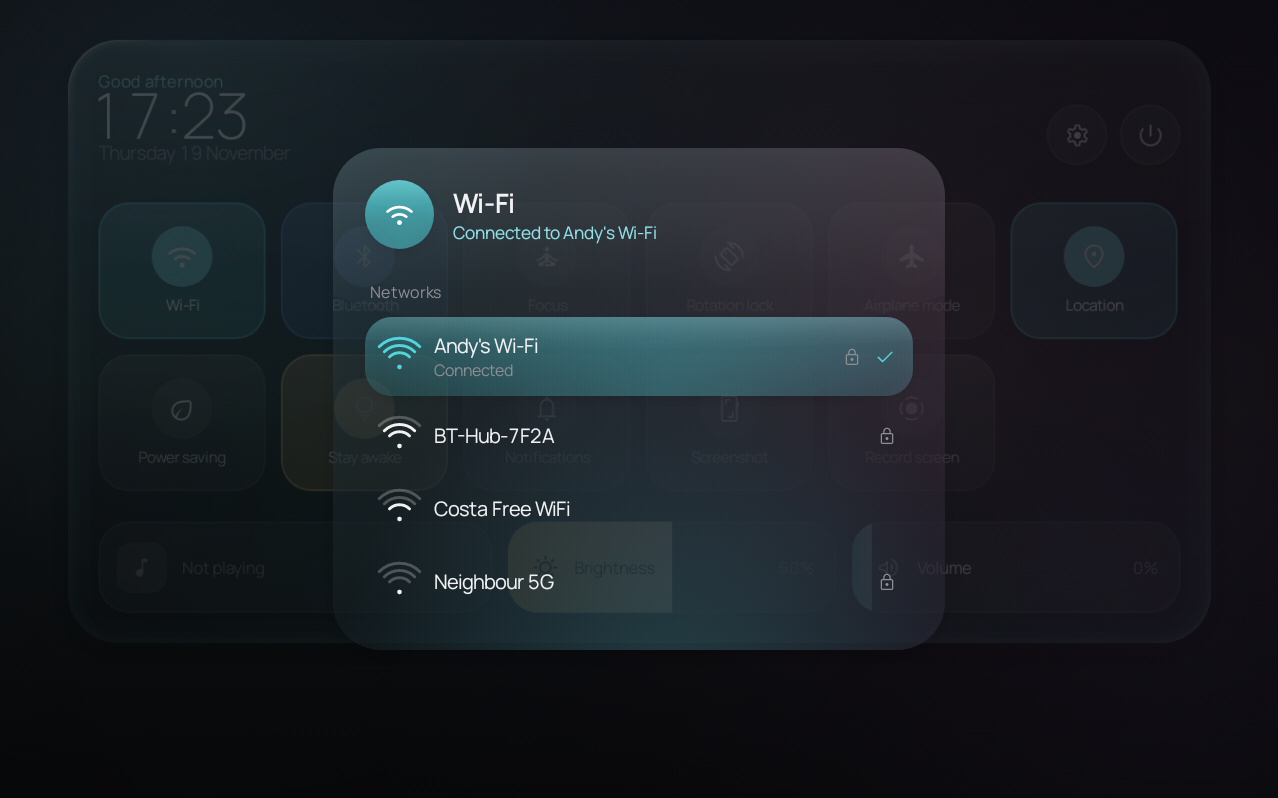 Good afternoon
17:23
Thursday 19 November
Wi-Fi
Connected to Andy's Wi-Fi
Networks
Andy's Wi-Fi
Connected
BT-Hub-7F2A
Costa Free WiFi
Neighbour 5G
Wi-Fi
Bluetooth
Focus
Rotation lock
Airplane mode
Location
Power saving
Stay awake
Notifications
Screenshot
Record screen
Not playing
Brightness
50%
Volume
0%